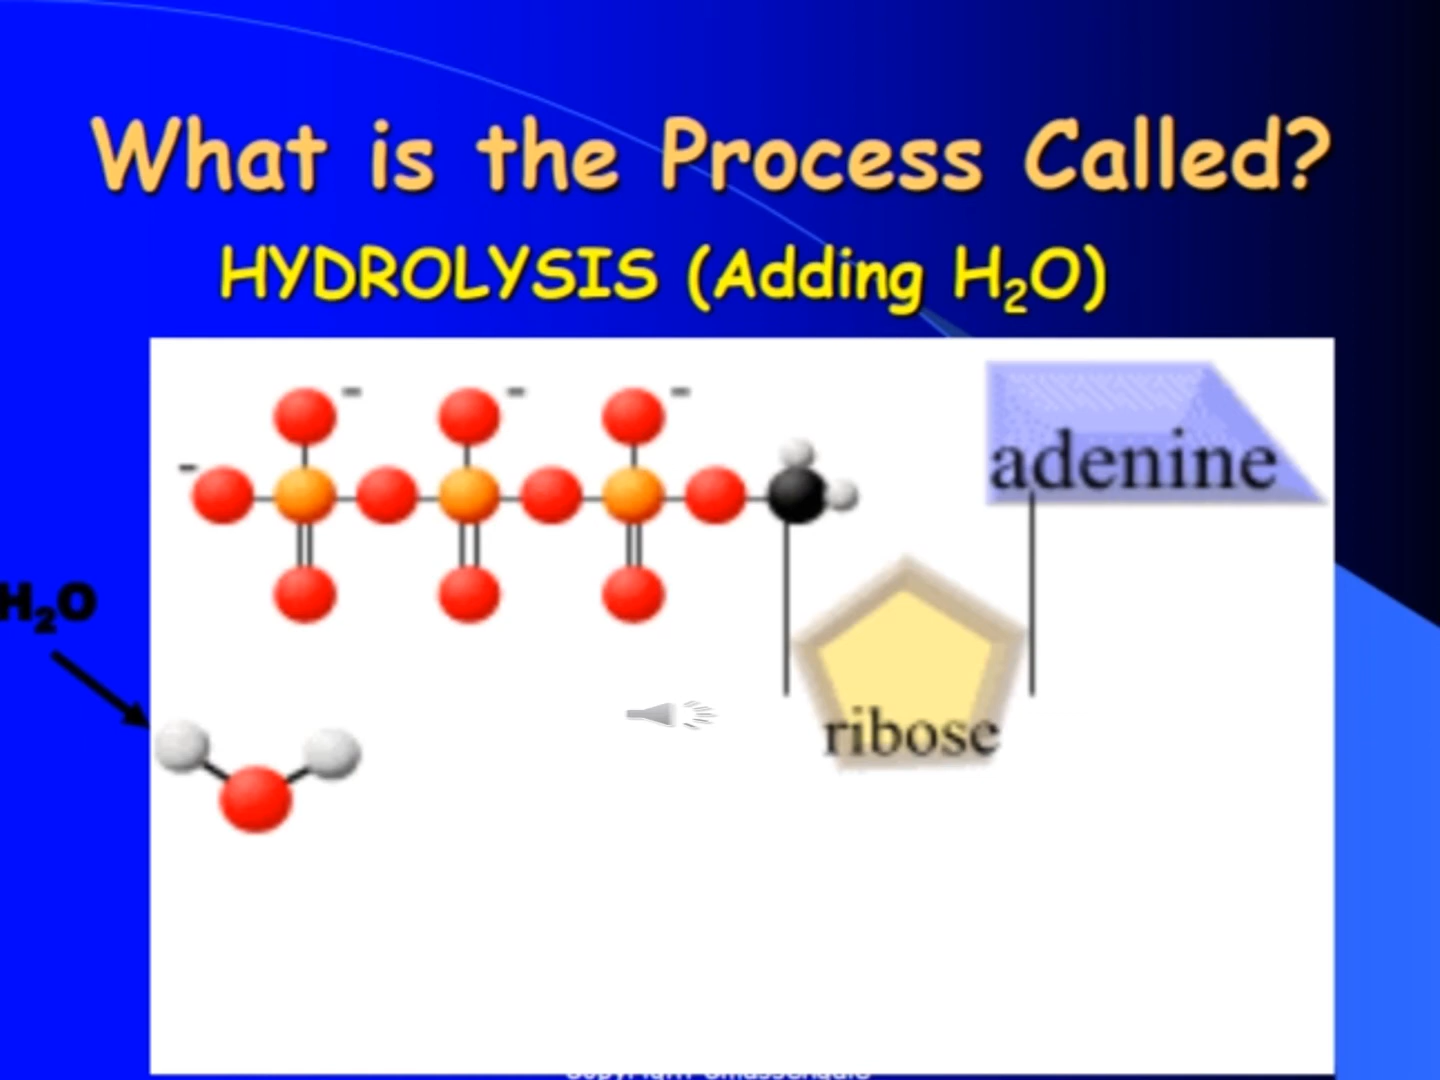 What is the Process Called?
HYDROLYSIS (Adding H₂O)
- - -
adenine
-
H₂O
ribose